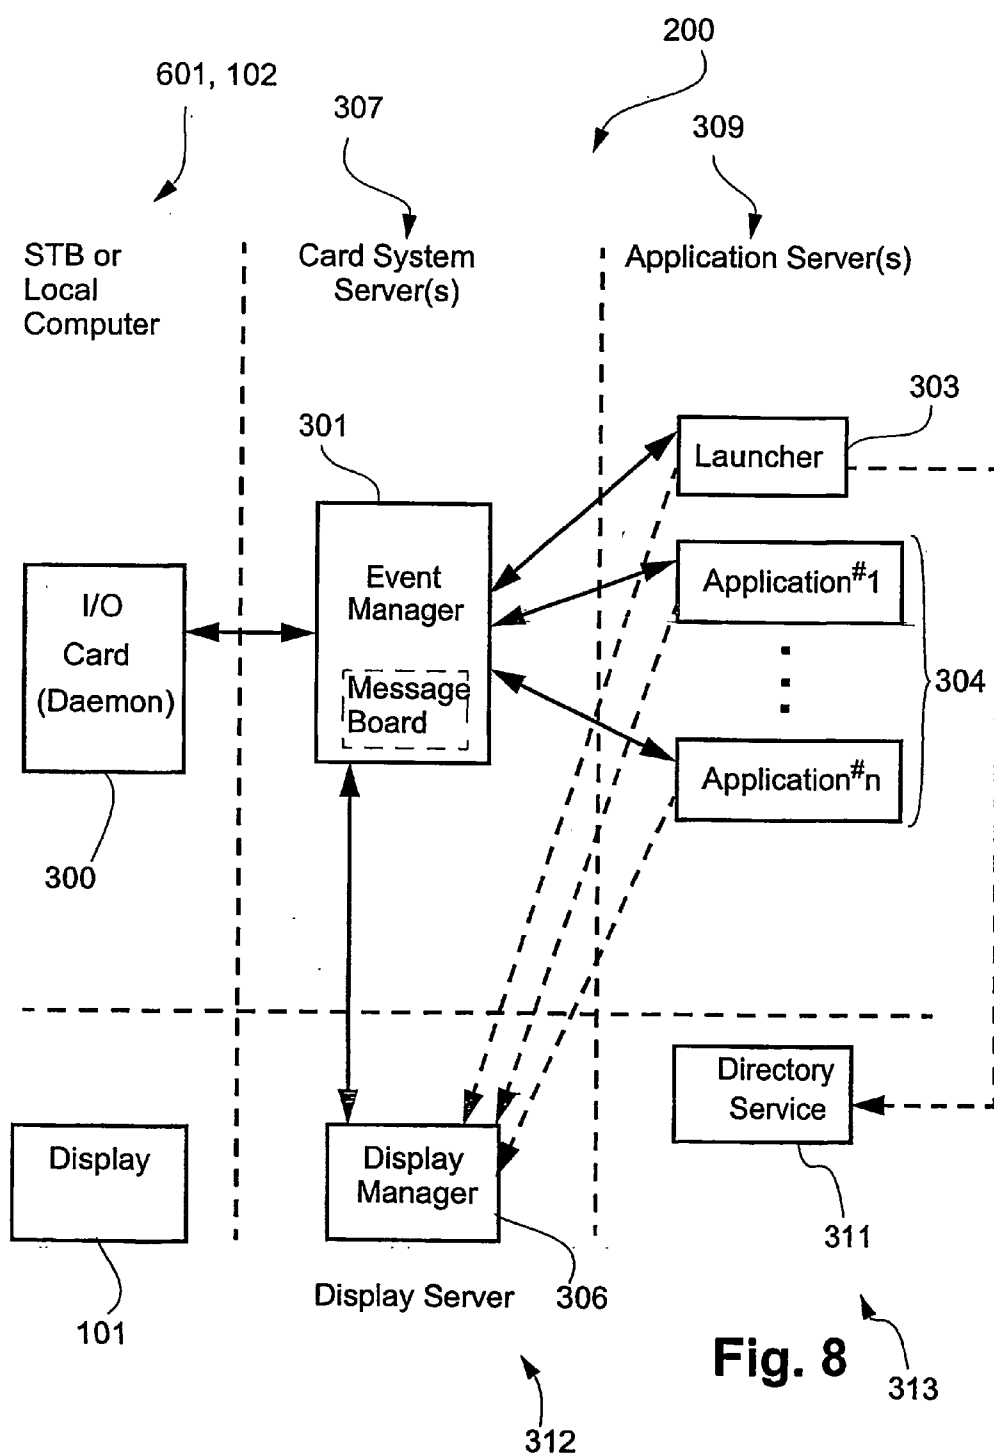 200
601, 102
307
309
STB or
Local
Computer
Card System
Server(s)
Application Server(s)
303
301
Launcher
Event
Manager
Message
Board
Application#1
Application#n
304
I/O
Card
(Daemon)
300
Directory
Service
Display
Display
Manager
311
Display Server
306
101
Fig. 8
313
312